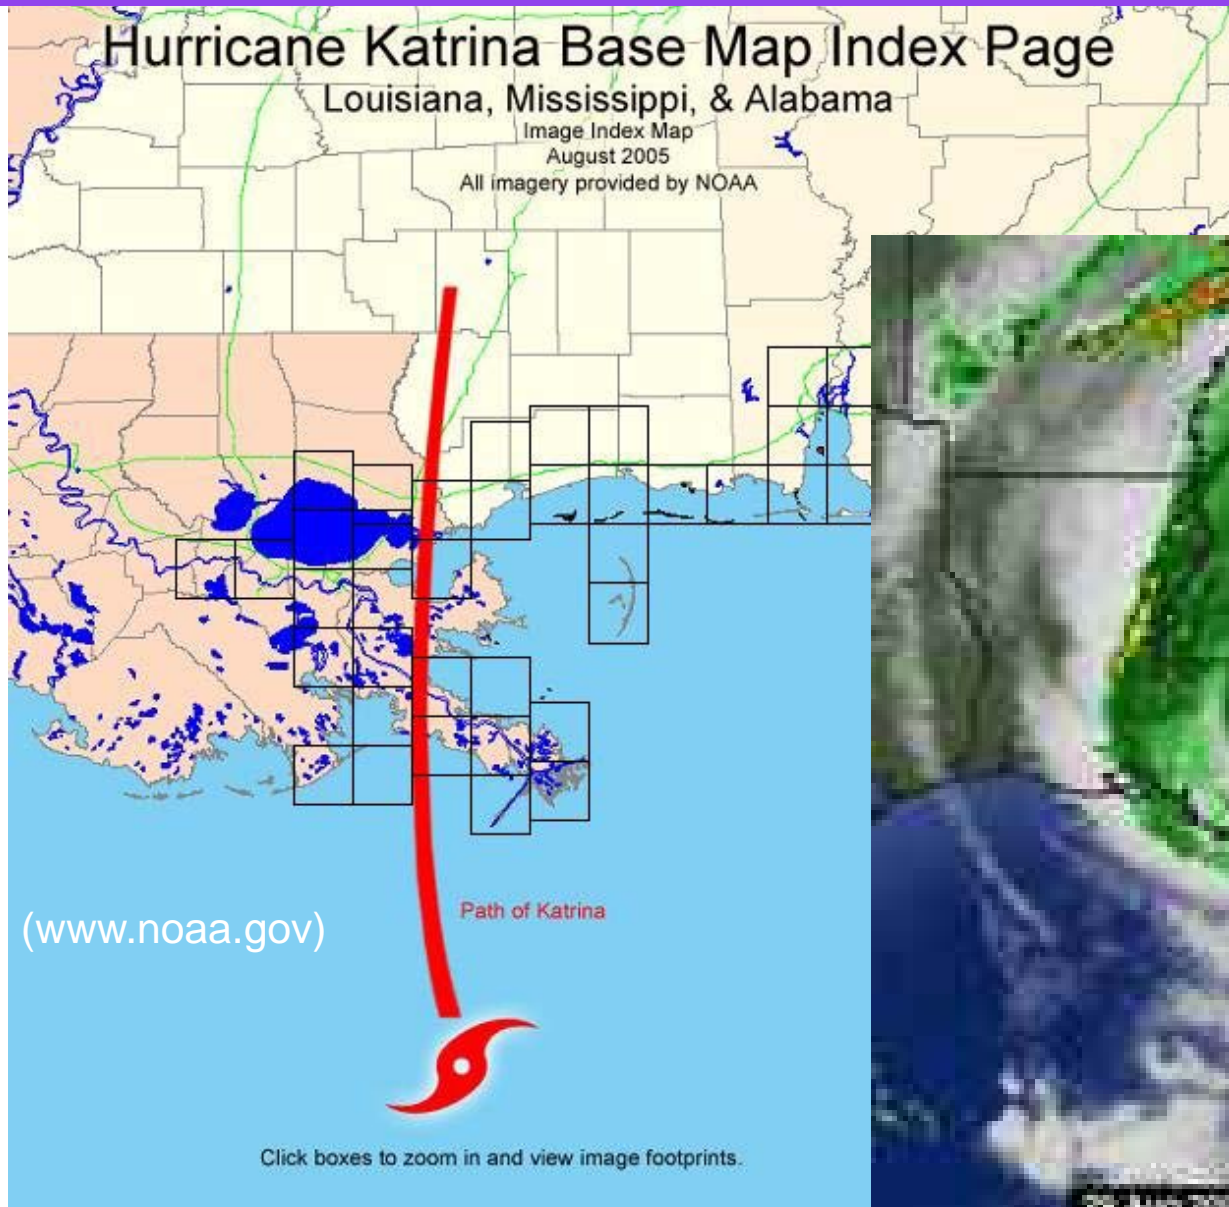 Hurricane Katrina Base Map Index Page
Louisiana, Mississippi, & Alabama
Image Index Map
August 2005
All imagery provided by NOAA
(www.noaa.gov)
Path of Katrina
Click boxes to zoom in and view image footprints.